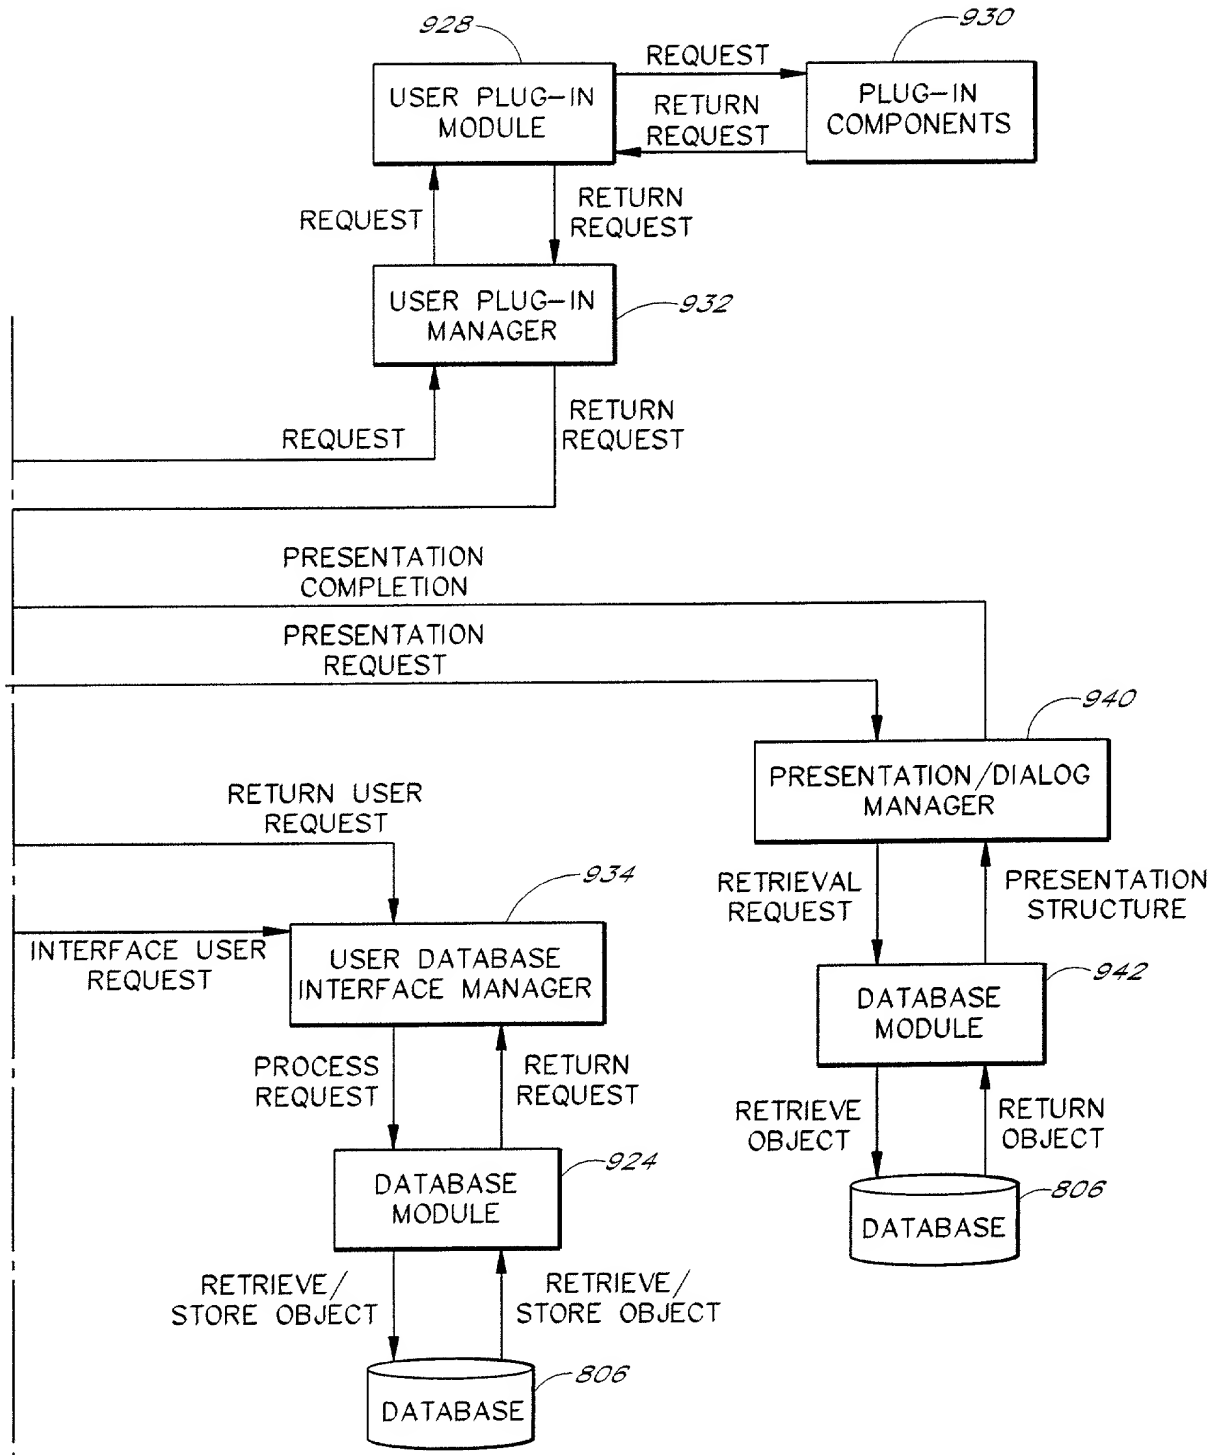 928
930
REQUEST
USER PLUG-IN
MODULE
PLUG-IN
COMPONENTS
RETURN
REQUEST
REQUEST
RETURN
REQUEST
USER PLUG-IN
MANAGER
932
RETURN
REQUEST
REQUEST
PRESENTATION
COMPLETION
PRESENTATION
REQUEST
940
PRESENTATION/DIALOG
MANAGER
RETURN USER
REQUEST
934
RETRIEVAL
REQUEST
PRESENTATION
STRUCTURE
INTERFACE USER
REQUEST
USER DATABASE
INTERFACE MANAGER
942
DATABASE
MODULE
PROCESS
REQUEST
RETURN
REQUEST
RETRIEVE
OBJECT
RETURN
OBJECT
924
DATABASE
MODULE
806
DATABASE
RETRIEVE/
STORE OBJECT
RETRIEVE/
STORE OBJECT
806
DATABASE